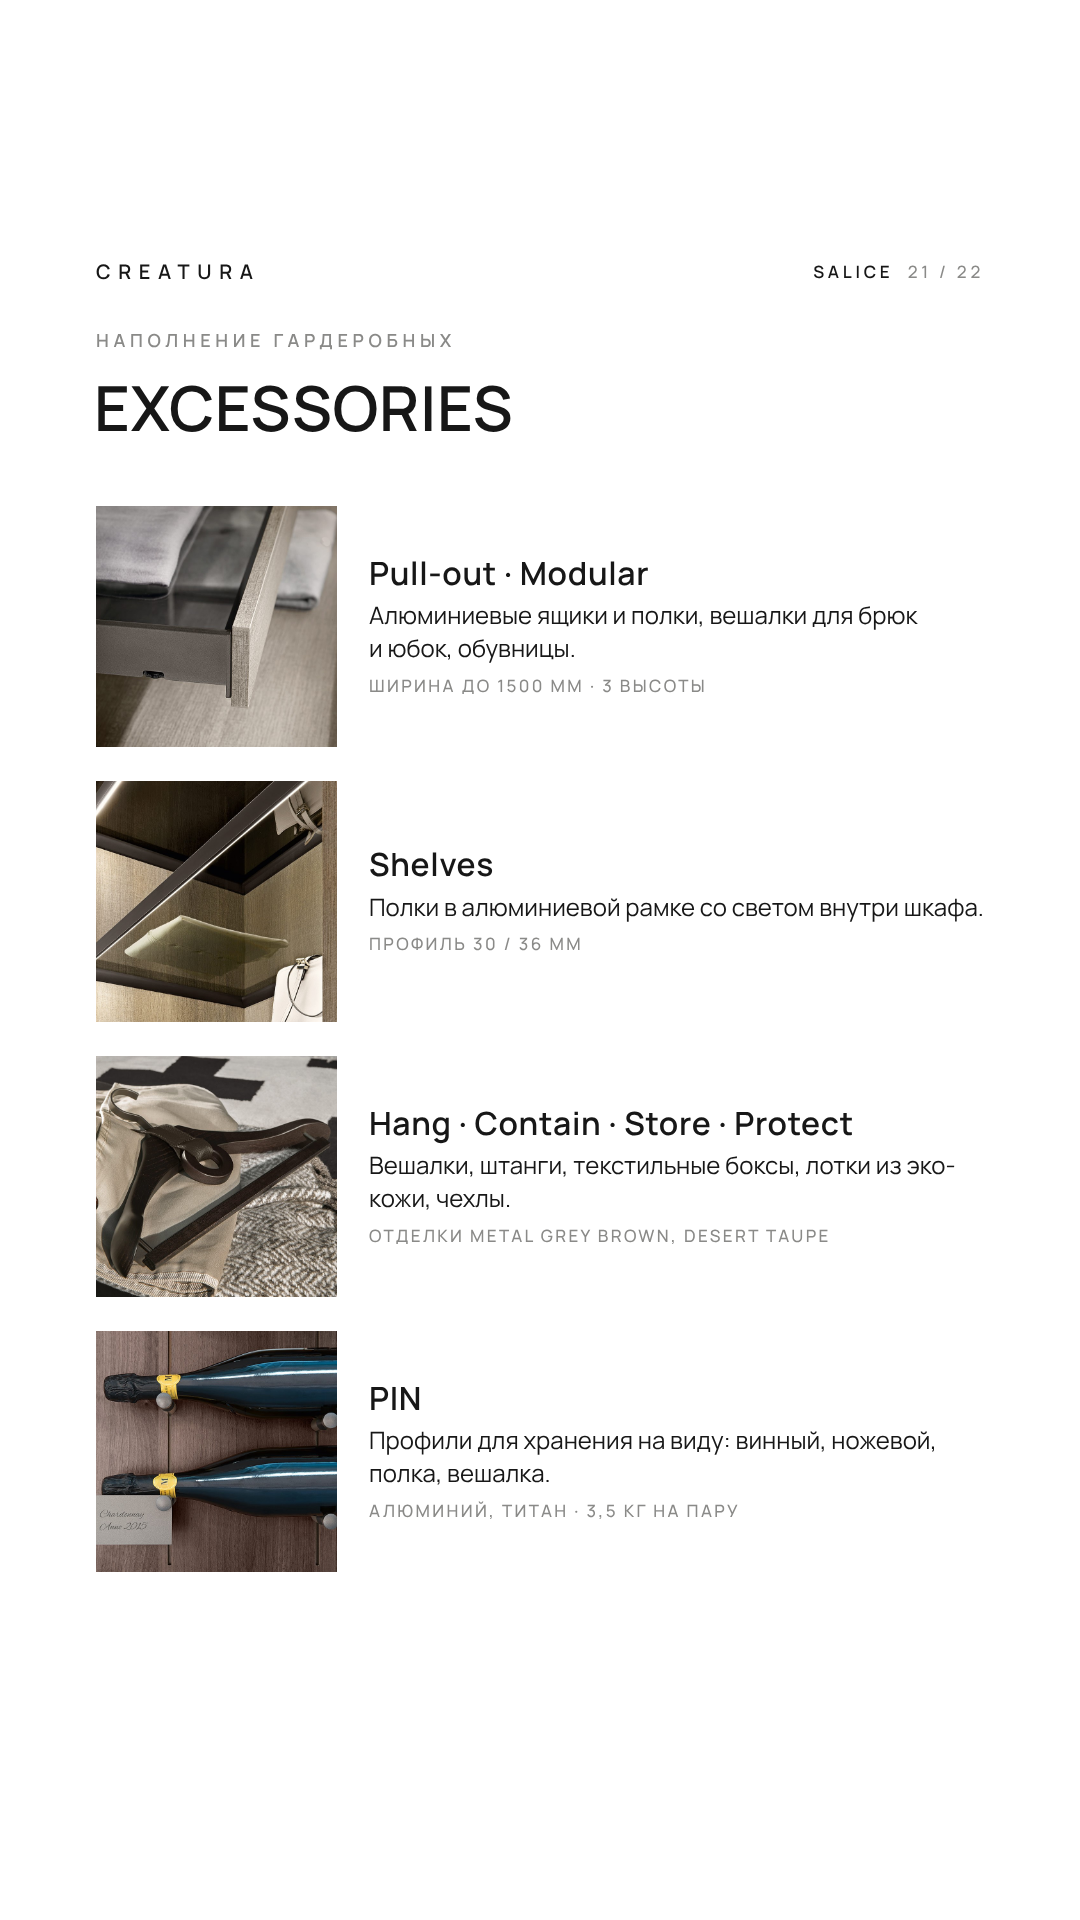 CREATURA
SALICE 21 / 22
НАПОЛНЕНИЕ ГАРДЕРОБНЫХ
EXCESSORIES
Pull-out · Modular
Алюминиевые ящики и полки, вешалки для брюк
и юбок, обувницы.
ШИРИНА ДО 1500 ММ · 3 ВЫСОТЫ
Shelves
Полки в алюминиевой рамке со светом внутри шкафа.
ПРОФИЛЬ 30 / 36 ММ
Hang · Contain · Store · Protect
Вешалки, штанги, текстильные боксы, лотки из эко-
кожи, чехлы.
ОТДЕЛКИ METAL GREY BROWN, DESERT TAUPE
PIN
Профили для хранения на виду: винный, ножевой,
полка, вешалка.
АЛЮМИНИЙ, ТИТАН · 3,5 КГ НА ПАРУ
Chardonnay
Anno 2015